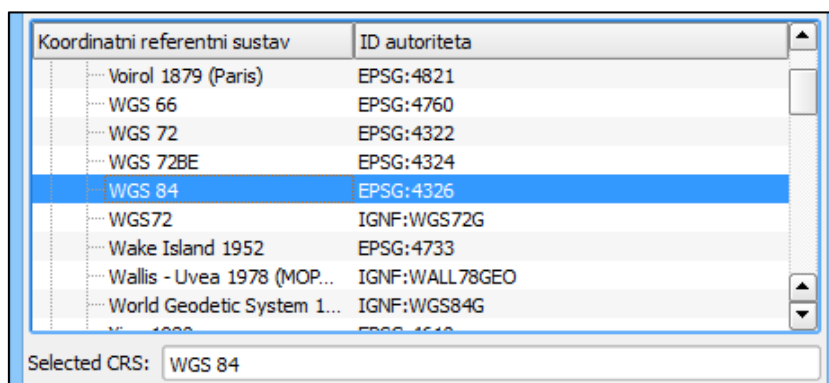 Koordinatni referentni sustav ID autoriteta
Voirol 1879 (Paris) EPSG:4821
WGS 66 EPSG:4760
WGS 72 EPSG:4322
WGS 72BE EPSG:4324
WGS 84 EPSG:4326
WGS72 IGNF:WGS72G
Wake Island 1952 EPSG:4733
Wallis - Uvea 1978 (MOP... IGNF:WALL78GEO
World Geodetic System 1... IGNF:WGS84G
Selected CRS: WGS 84